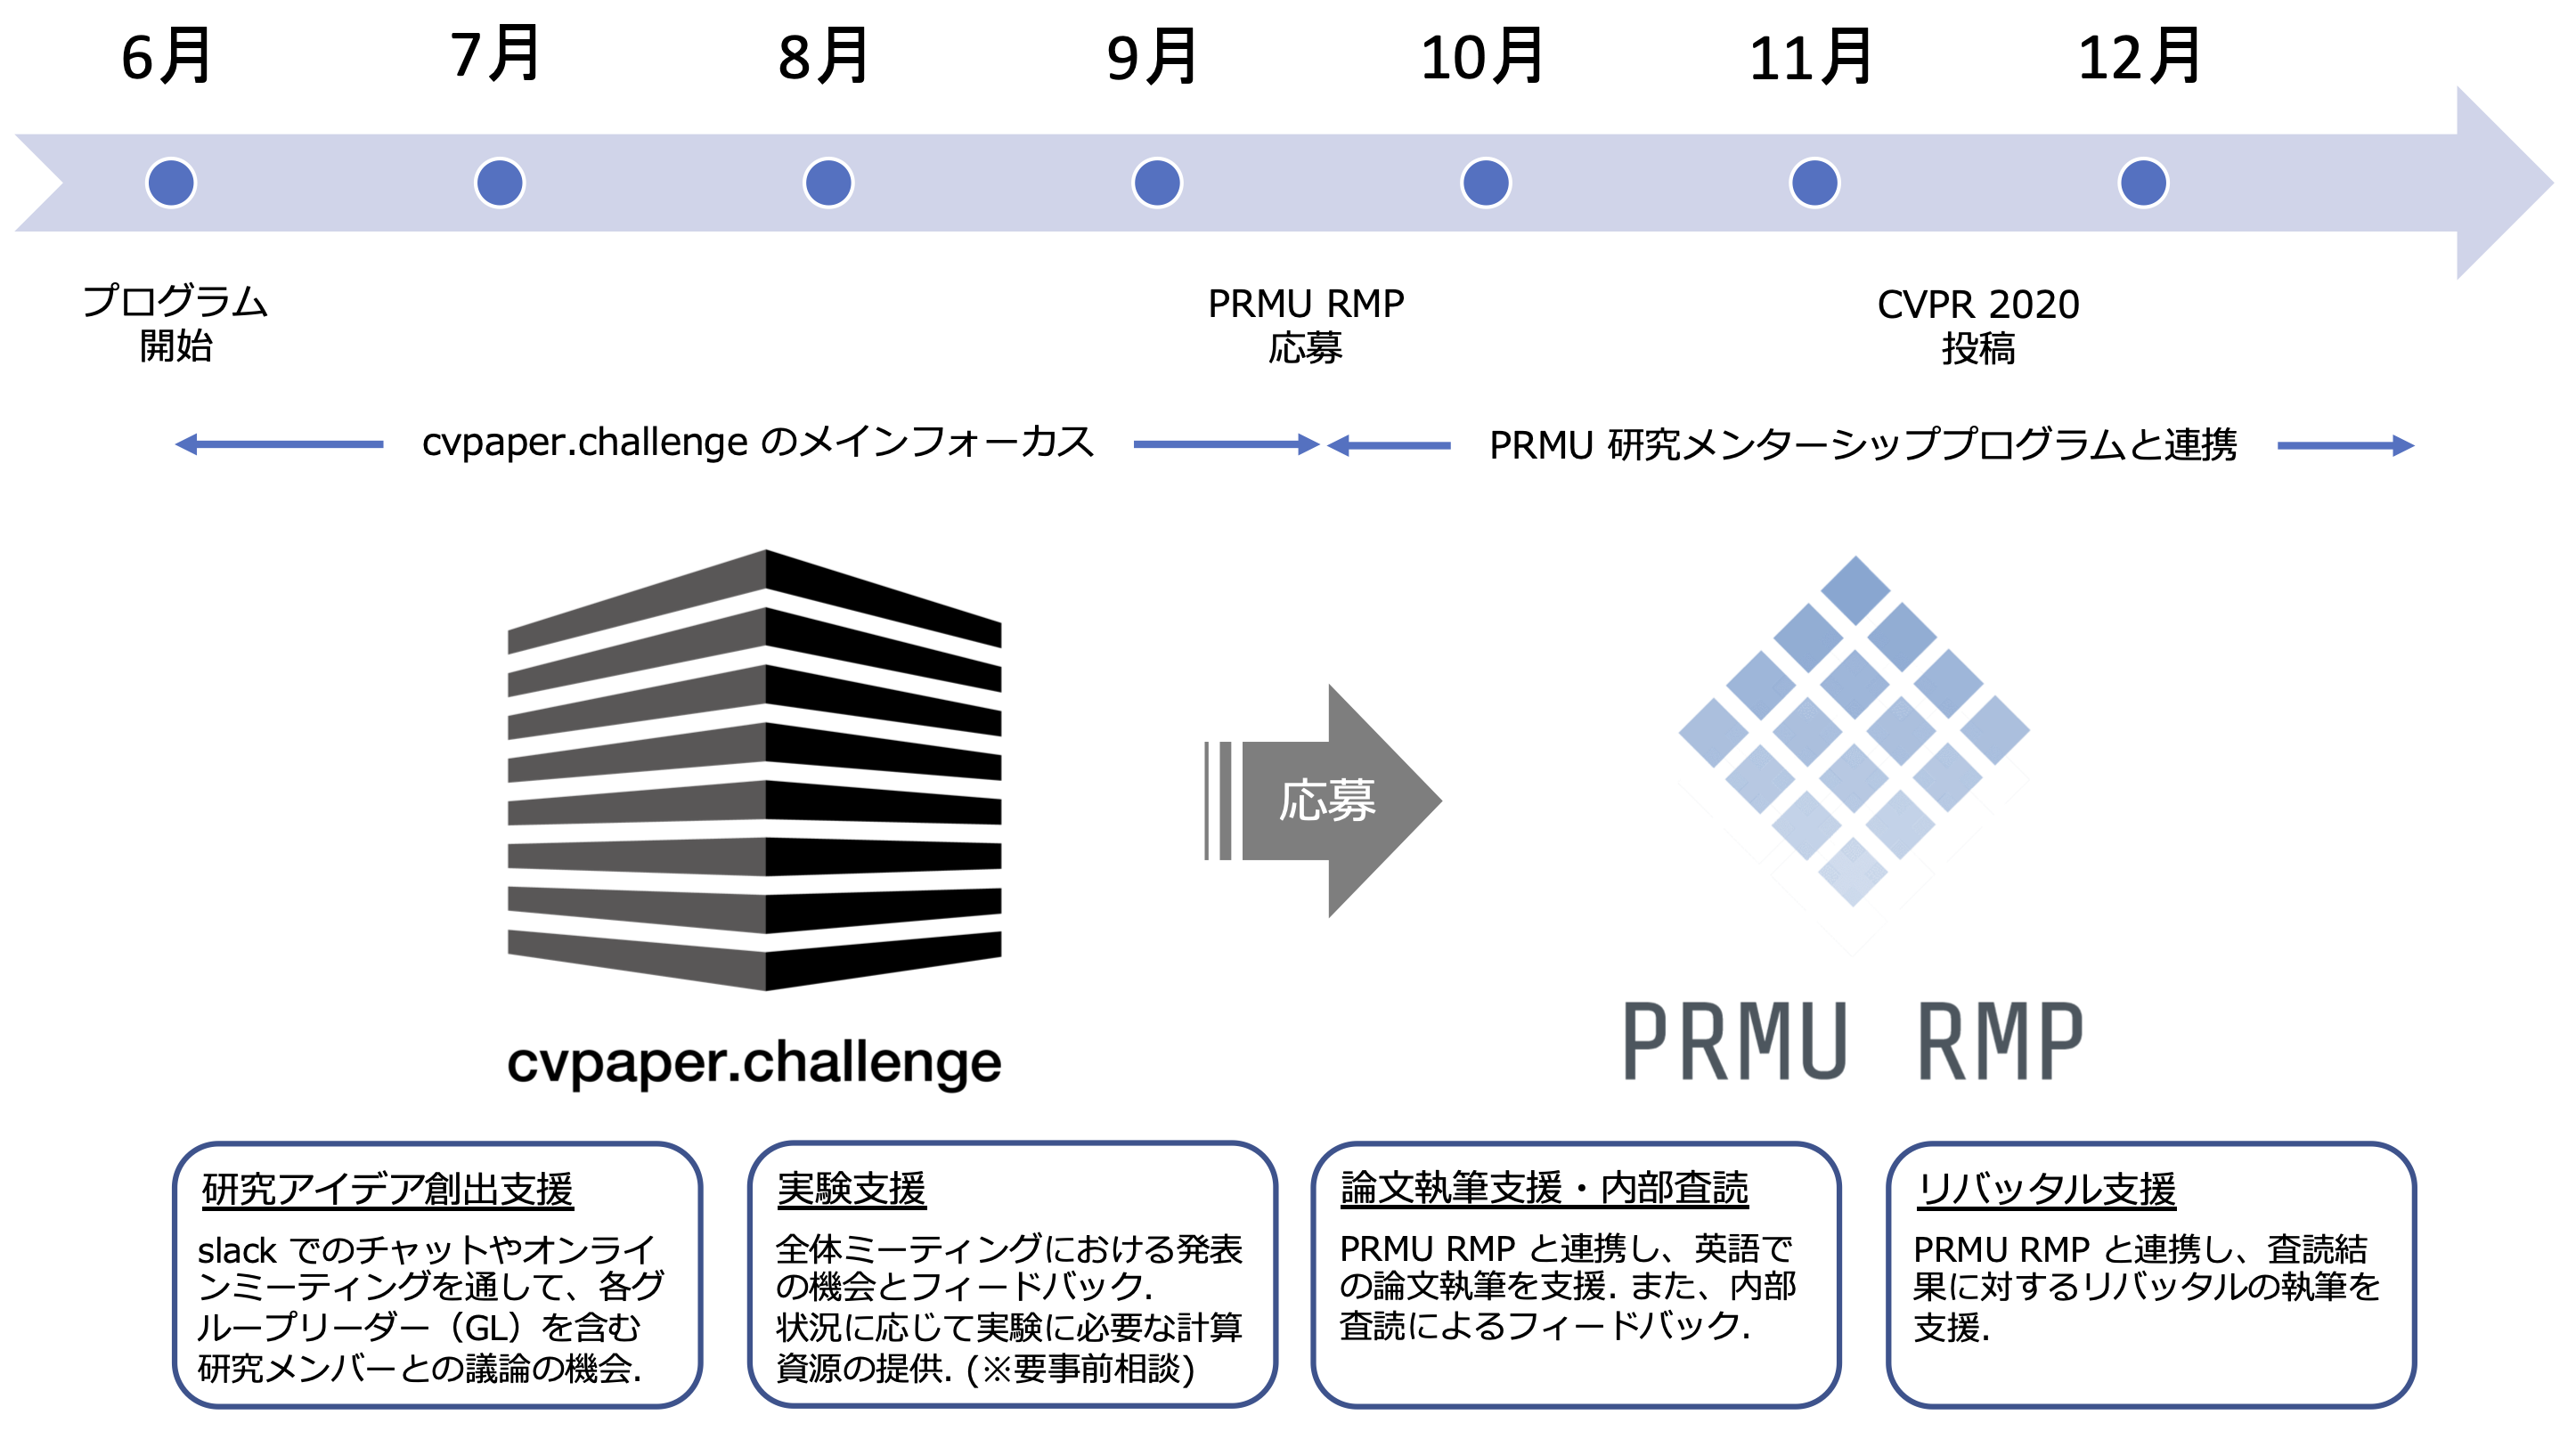 6月
7月
8月
9月
10月
11月
12月
プログラム
開始
PRMU RMP
応募
CVPR 2020
投稿
cvpaper.challenge のメインフォーカス
PRMU 研究メンターシッププログラムと連携
応募
cvpaper.challenge
PRMU RMP
研究アイデア創出支援
slack でのチャットやオンライ
ンミーティングを通して、各グ
ループリーダー（GL）を含む
研究メンバーとの議論の機会.
実験支援
全体ミーティングにおける発表
の機会とフィードバック.
状況に応じて実験に必要な計算
資源の提供. (※要事前相談)
論文執筆支援・内部査読
PRMU RMP と連携し、英語で
の論文執筆を支援. また、内部
査読によるフィードバック.
リバッタル支援
PRMU RMP と連携し、査読結
果に対するリバッタルの執筆を
支援.